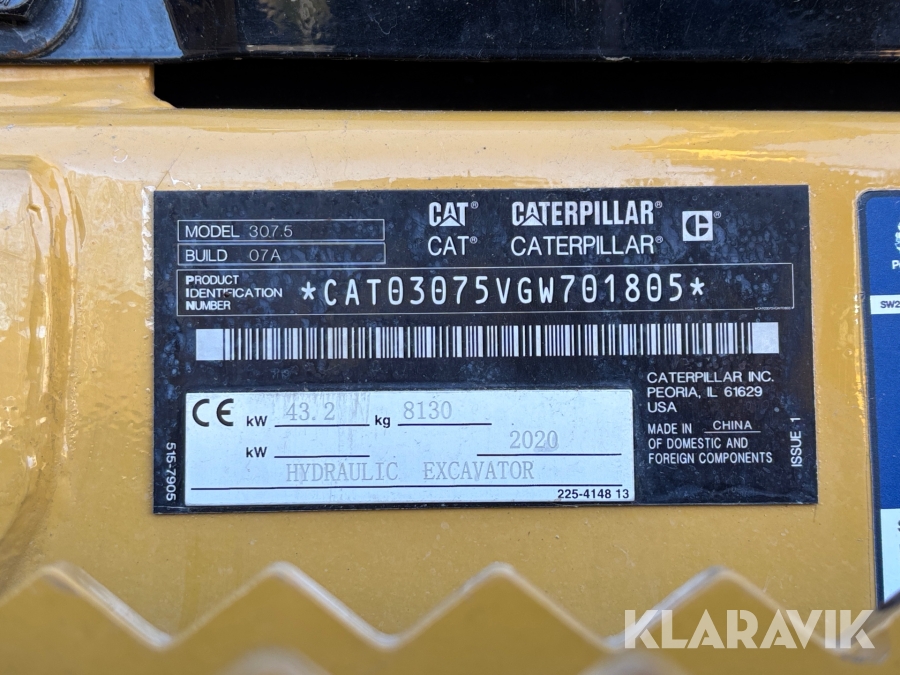 MODEL 307.5
BUILD 07A
CAT CATERPILLAR
CAT® CATERPILLAR®
PRODUCT
IDENTIFICATION
NUMBER
*CAT03075VGW701805*
CE kW 43.2 kg 8130
kW 2020
HYDRAULIC EXCAVATOR
225-4148 13
515-7905
CATERPILLAR INC.
PEORIA, IL 61629
USA
MADE IN CHINA
OF DOMESTIC AND
FOREIGN COMPONENTS
ISSUE 1
SW2
KLARAVIK